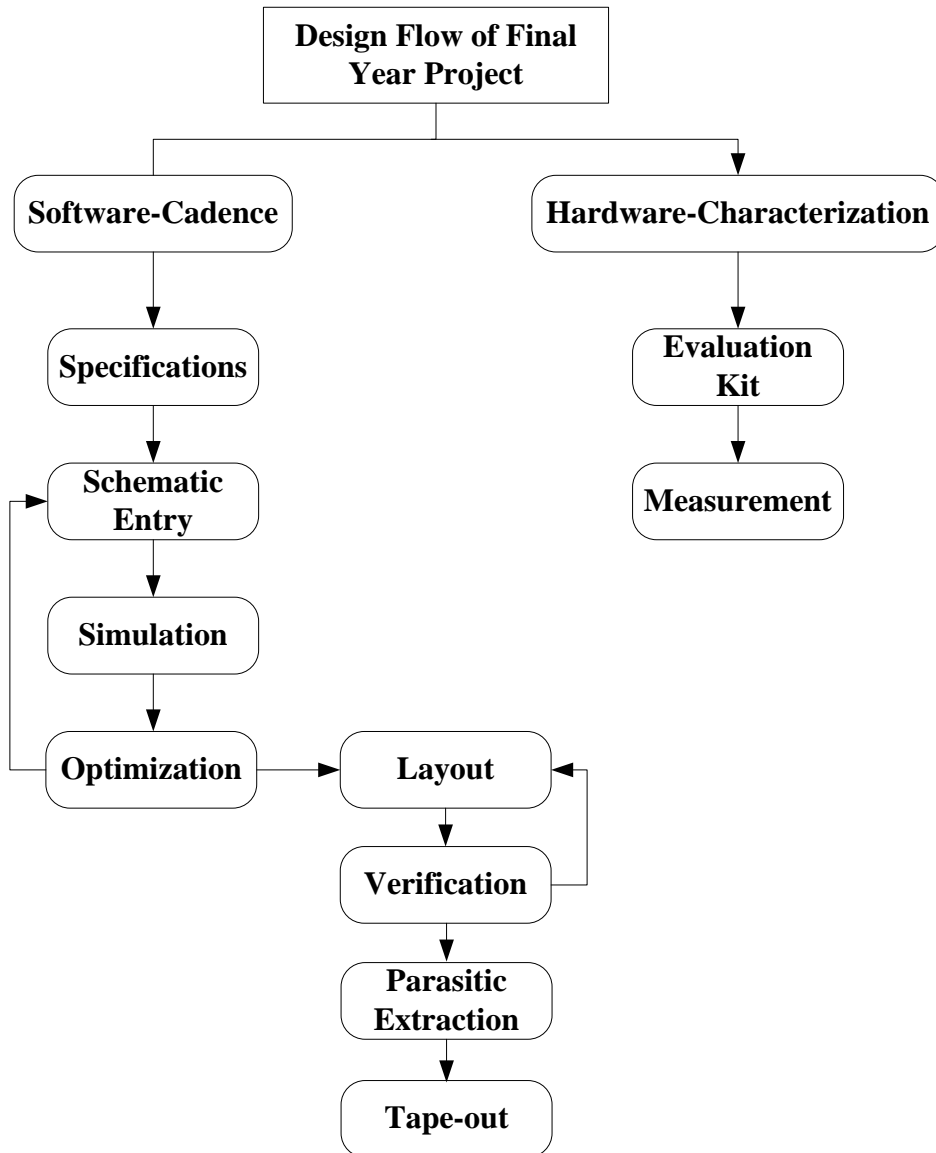 Design Flow of Final
Year Project
Software-Cadence
Hardware-Characterization
Specifications
Evaluation
Kit
Schematic
Entry
Measurement
Simulation
Optimization
Layout
Verification
Parasitic
Extraction
Tape-out